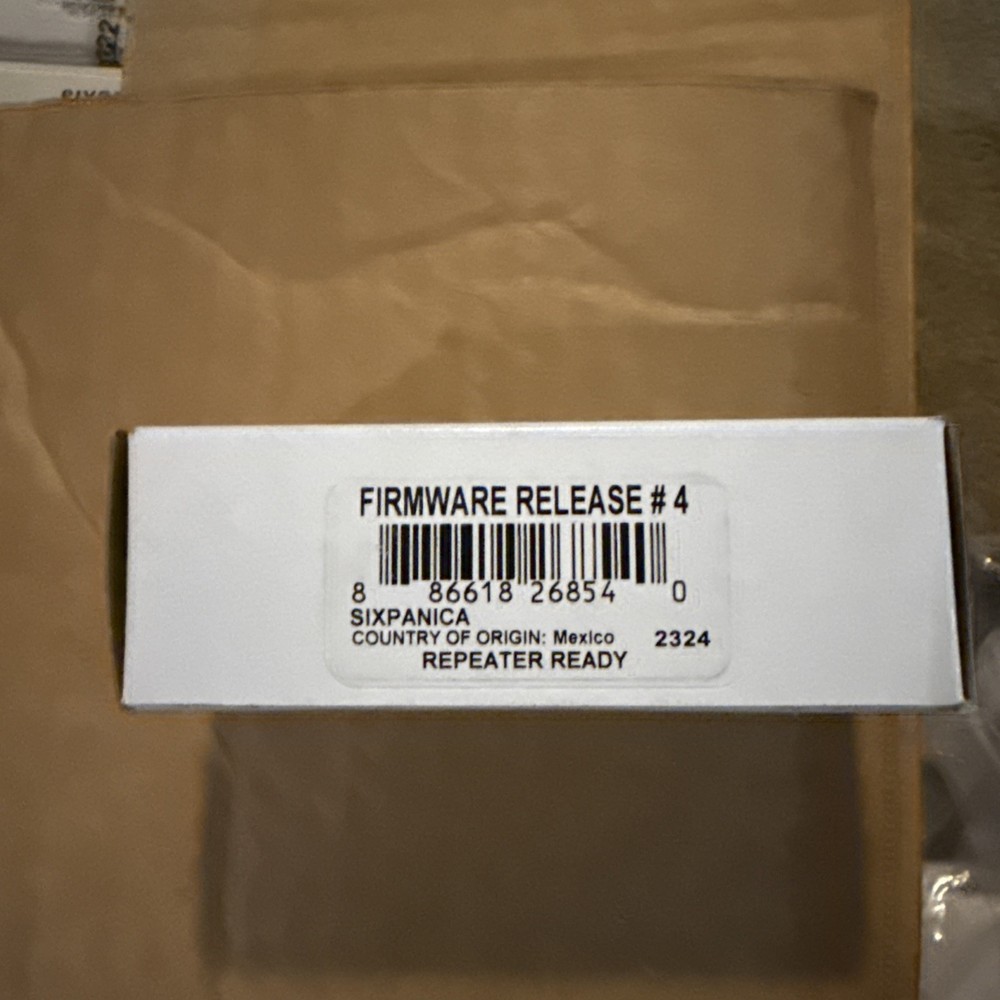 FIRMWARE RELEASE # 4
8 86618 26854 0
SIXPANICA
COUNTRY OF ORIGIN: Mexico 2324
REPEATER READY